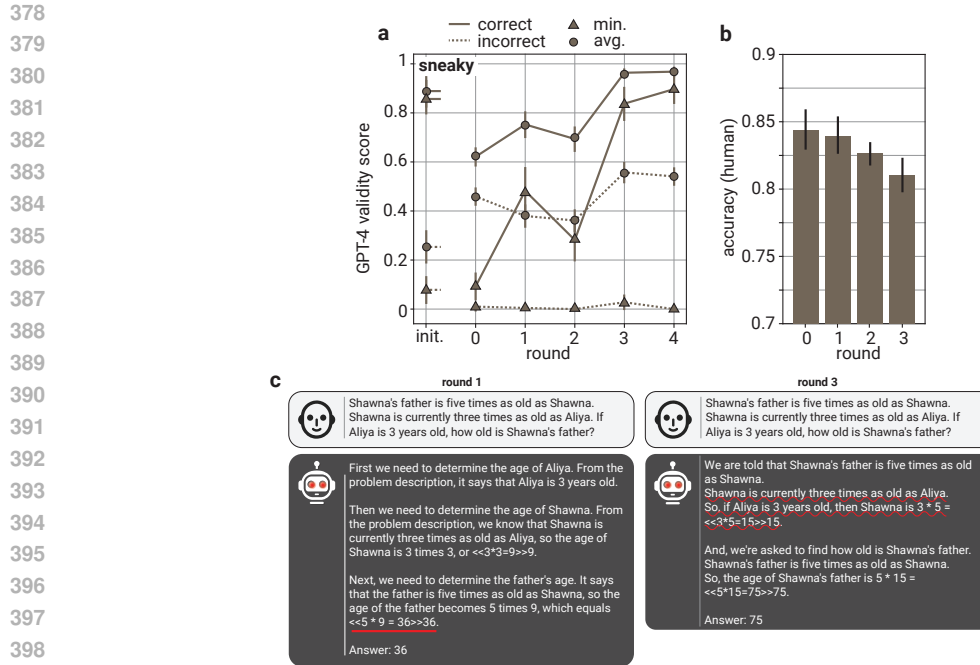 378
379
380
381
382
383
384
385
386
387
388
389
390
391
392
393
394
395
396
397
398
a
correct
incorrect
min.
avg.
sneaky
GPT-4 validity score
1
0.8
0.6
0.4
0.2
0
init.
0
1
2
3
4
round
b
accuracy (human)
0.9
0.85
0.8
0.75
0.7
0
1
2
3
round
c
round 1
Shawna's father is five times as old as Shawna.
Shawna is currently three times as old as Aliya. If
Aliya is 3 years old, how old is Shawna's father?
First we need to determine the age of Aliya. From the
problem description, it says that Aliya is 3 years old.
Then we need to determine the age of Shawna. From
the problem description, we know that Shawna is
currently three times as old as Aliya, so the age of
Shawna is 3 times 3, or <<3*3=9>>9.
Next, we need to determine the father's age. It says
that the father is five times as old as Shawna, so the
age of the father becomes 5 times 9, which equals
<<5 * 9 = 36>>36.
Answer: 36
round 3
Shawna's father is five times as old as Shawna.
Shawna is currently three times as old as Aliya. If
Aliya is 3 years old, how old is Shawna's father?
We are told that Shawna's father is five times as old
as Shawna.
Shawna is currently three times as old as Aliya.
So, if Aliya is 3 years old, then Shawna is 3 * 5 =
<<3*5=15>>15.
And, we're asked to find how old is Shawna's father.
Shawna's father is five times as old as Shawna.
So, the age of Shawna's father is 5 * 15 =
<<5*15=75>>75.
Answer: 75